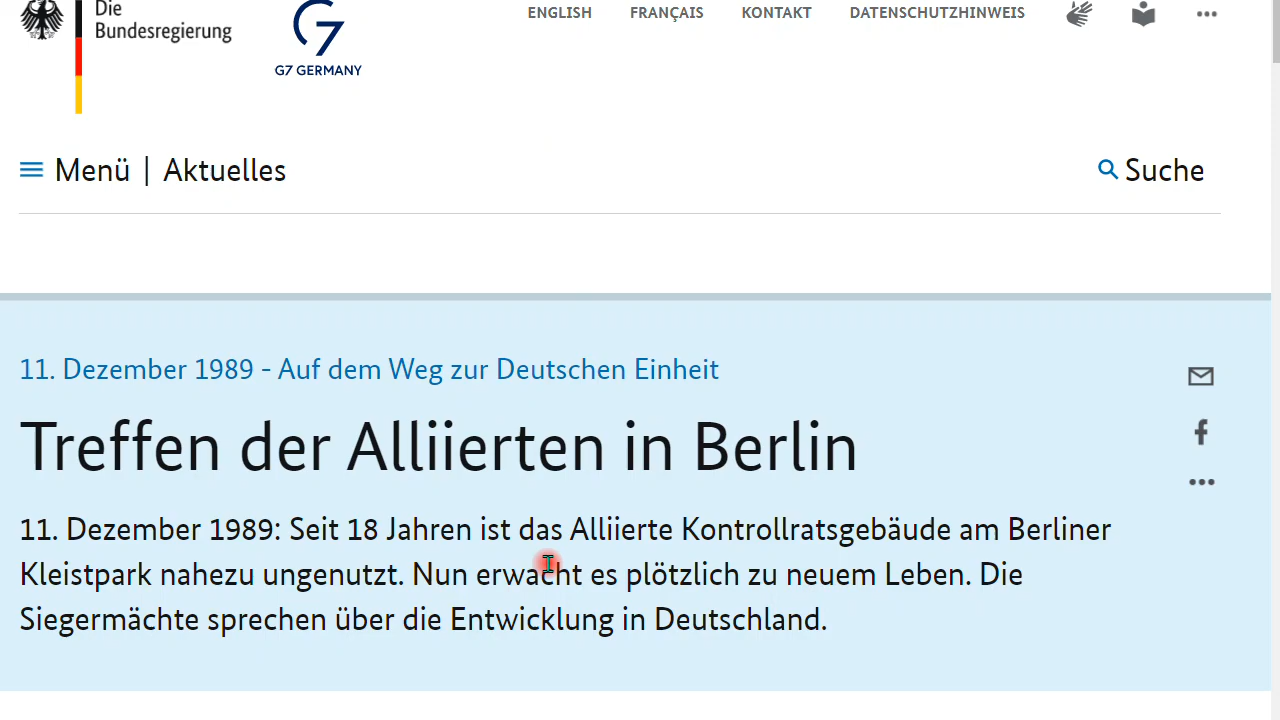 Die
Bundesregierung
G7 GERMANY
ENGLISH FRANÇAIS KONTAKT DATENSCHUTZHINWEIS
Menü | Aktuelles
Suche
11. Dezember 1989 - Auf dem Weg zur Deutschen Einheit
Treffen der Alliierten in Berlin
11. Dezember 1989: Seit 18 Jahren ist das Alliierte Kontrollratsgebäude am Berliner
Kleistpark nahezu ungenutzt. Nun erwacht es plötzlich zu neuem Leben. Die
Siegermächte sprechen über die Entwicklung in Deutschland.